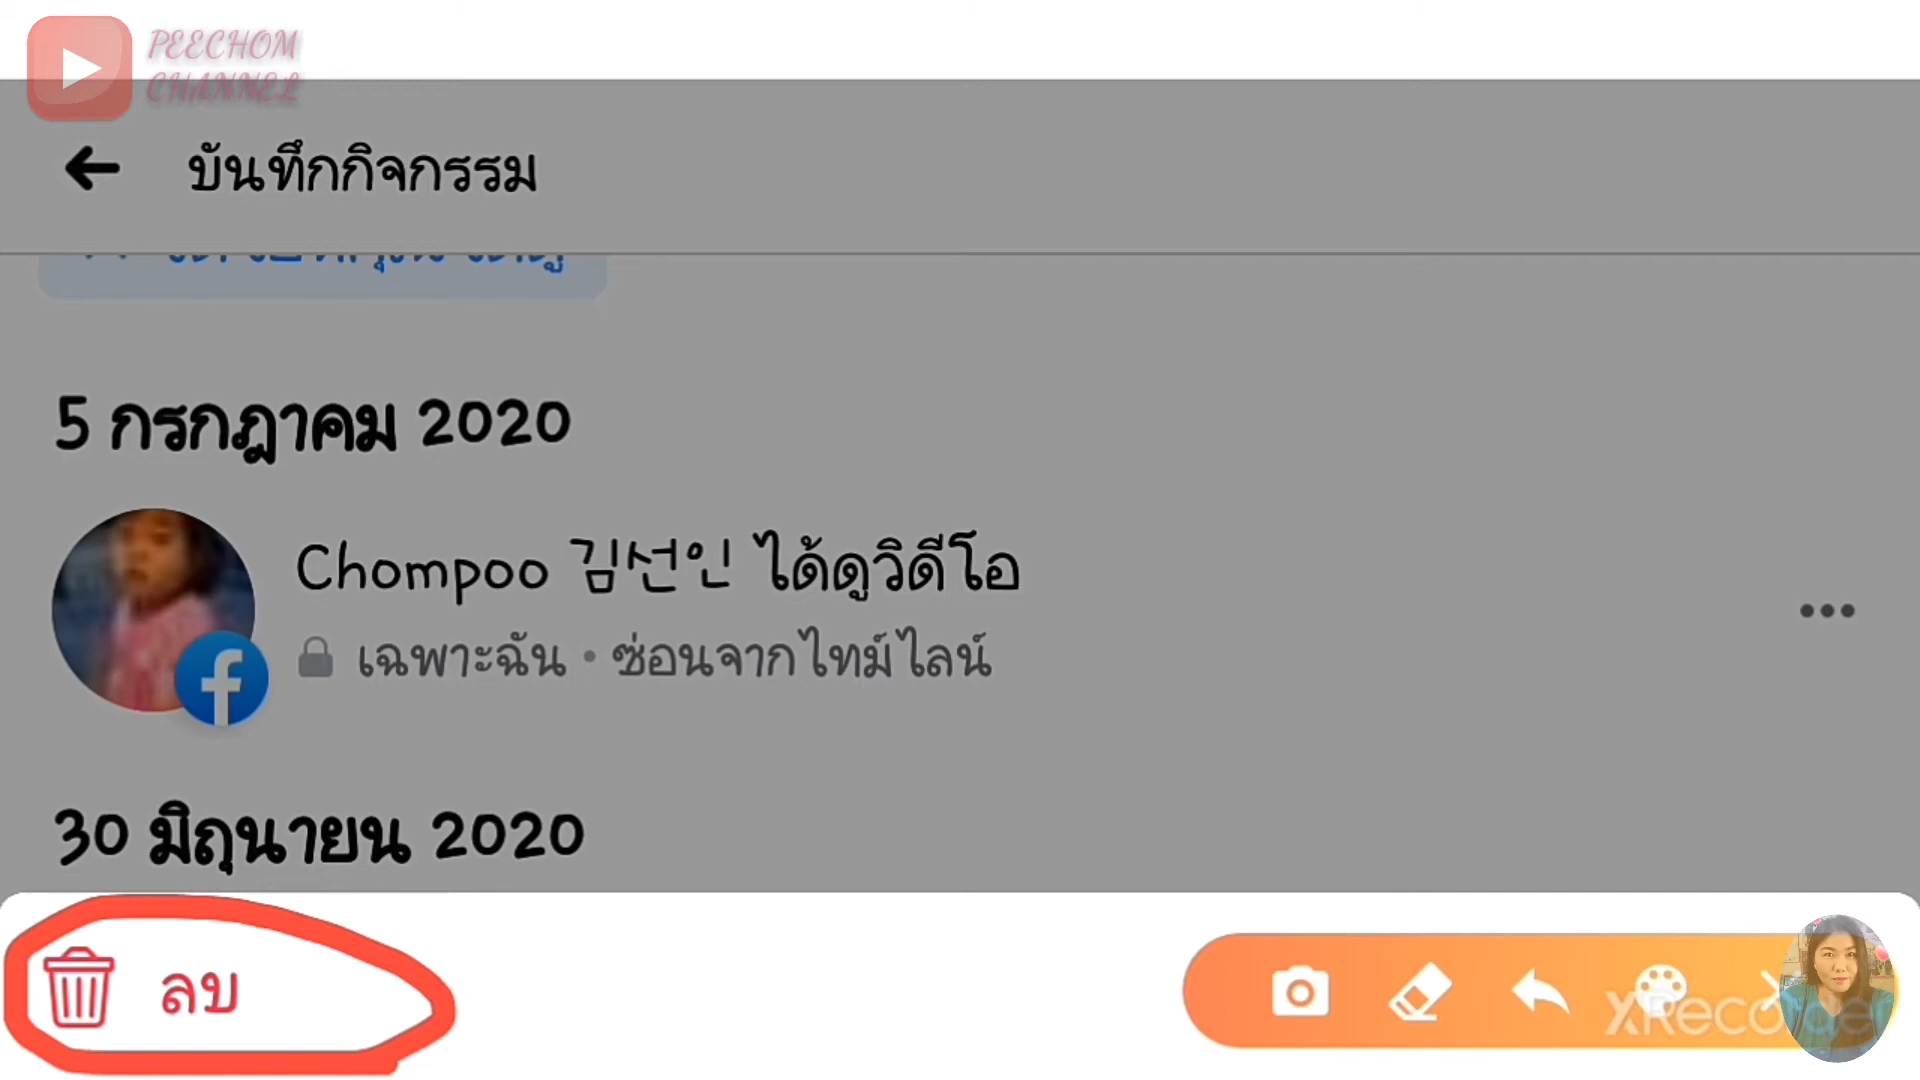 PEECHOM
CHANNEL
บันทึกกิจกรรม
5 กรกฎาคม 2020
Chompoo 김선인 ได้ดูวิดีโอ
เฉพาะฉัน • ซ่อนจากไทม์ไลน์
30 มิถุนายน 2020
ลบ
XRecorder